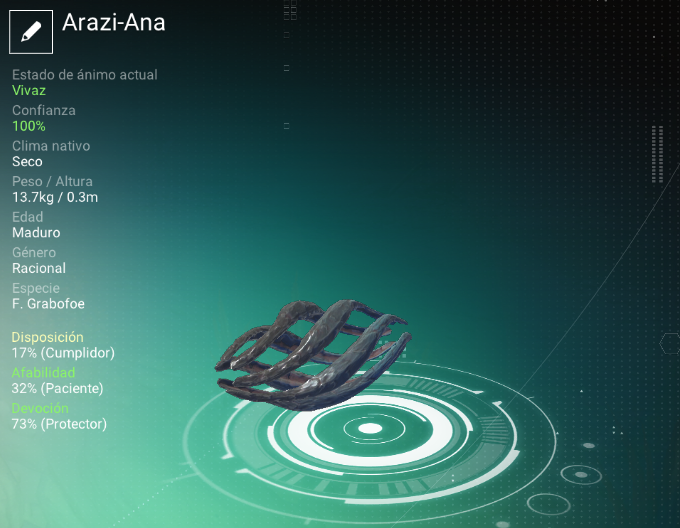 Arazi-Ana
Estado de ánimo actual
Vivaz
Confianza
100%
Clima nativo
Seco
Peso / Altura
13.7kg / 0.3m
Edad
Maduro
Género
Racional
Especie
F. Grabofoe
Disposición
17% (Cumplidor)
Afabilidad
32% (Paciente)
Devoción
73% (Protector)